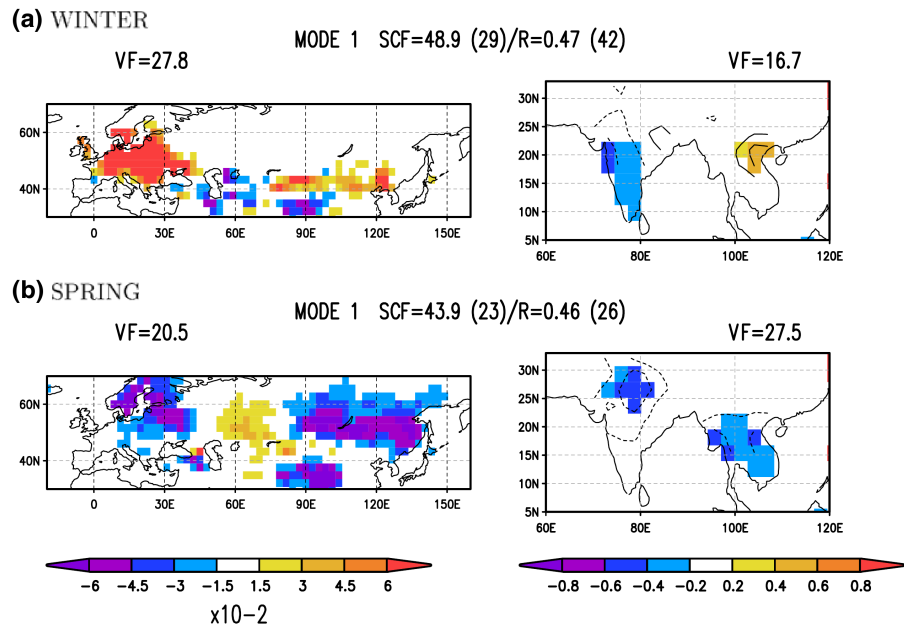 (a) WINTER
MODE 1 SCF=48.9 (29)/R=0.47 (42)
VF=27.8
VF=16.7
60N
40N
0 30E 60E 90E 120E 150E
30N
25N
20N
15N
10N
5N
60E 80E 100E 120E
(b) SPRING
MODE 1 SCF=43.9 (23)/R=0.46 (26)
VF=20.5
VF=27.5
60N
40N
0 30E 60E 90E 120E 150E
30N
25N
20N
15N
10N
5N
60E 80E 100E 120E
-6 -4.5 -3 -1.5 1.5 3 4.5 6
x10-2
-0.8 -0.6 -0.4 -0.2 0.2 0.4 0.6 0.8